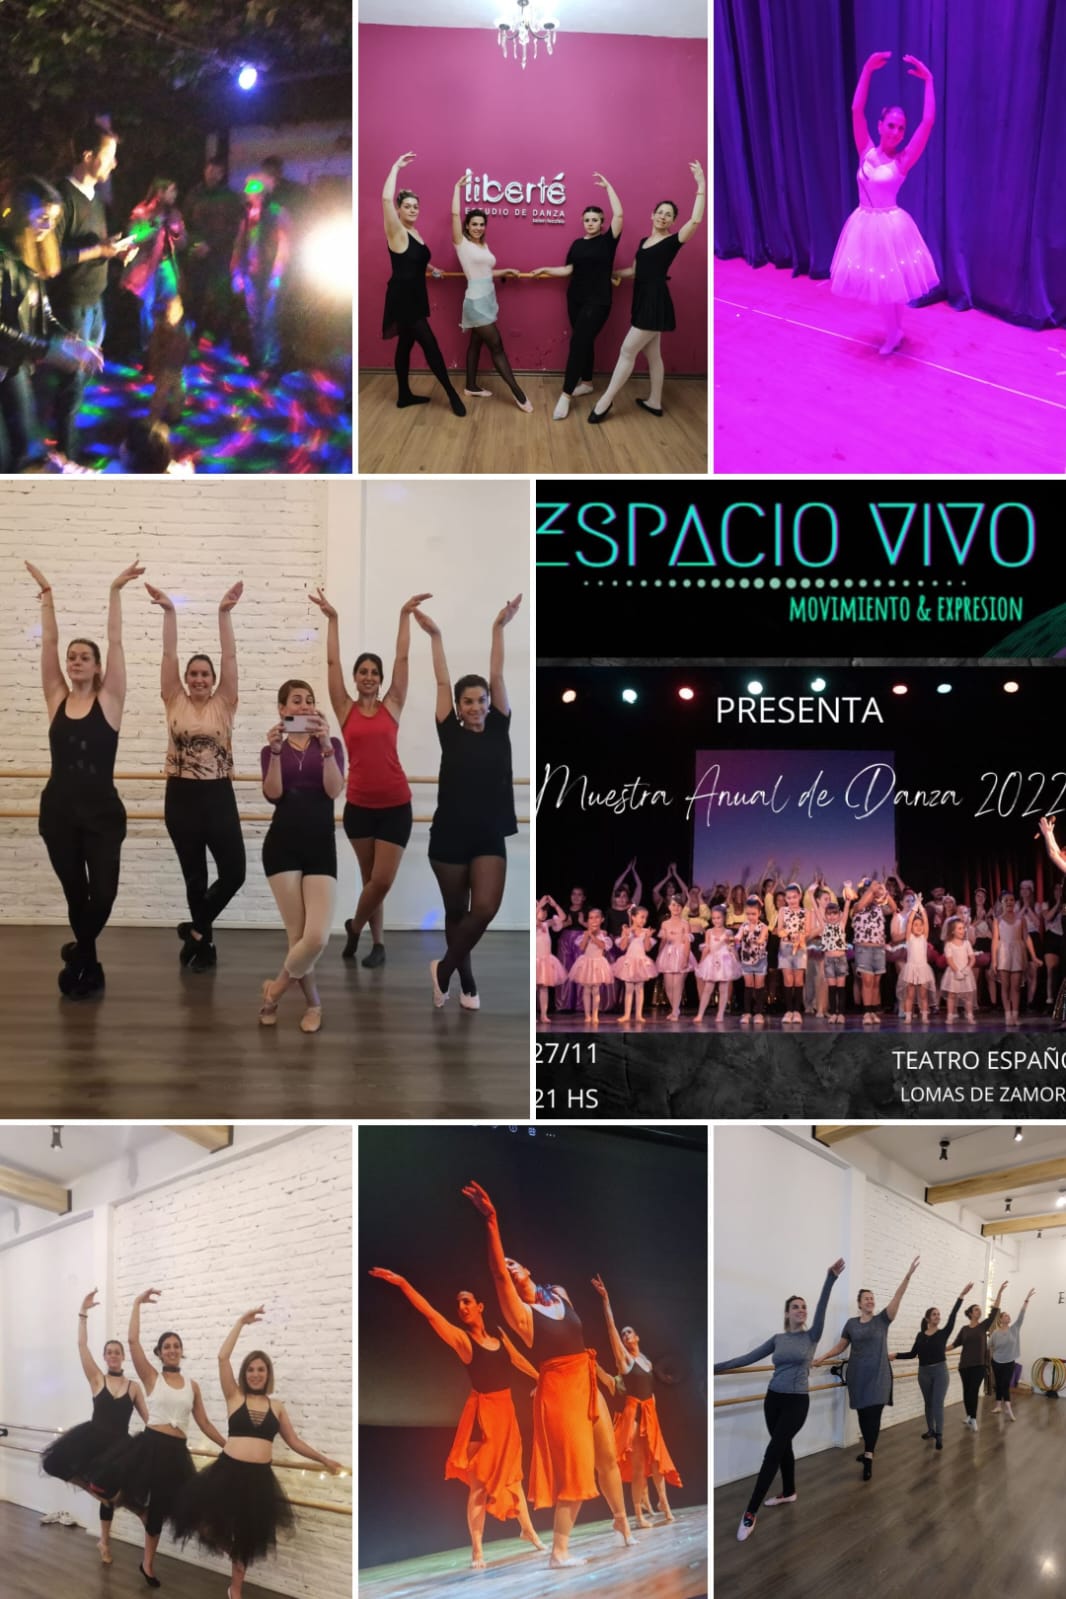 liberté
ESTUDIO DE DANZA
ESPACIO VIVO
MOVIMIENTO & EXPRESION
PRESENTA
Muestra Anual de Danza 2022
27/11
21 HS
TEATRO ESPAÑO
LOMAS DE ZAMOR
E